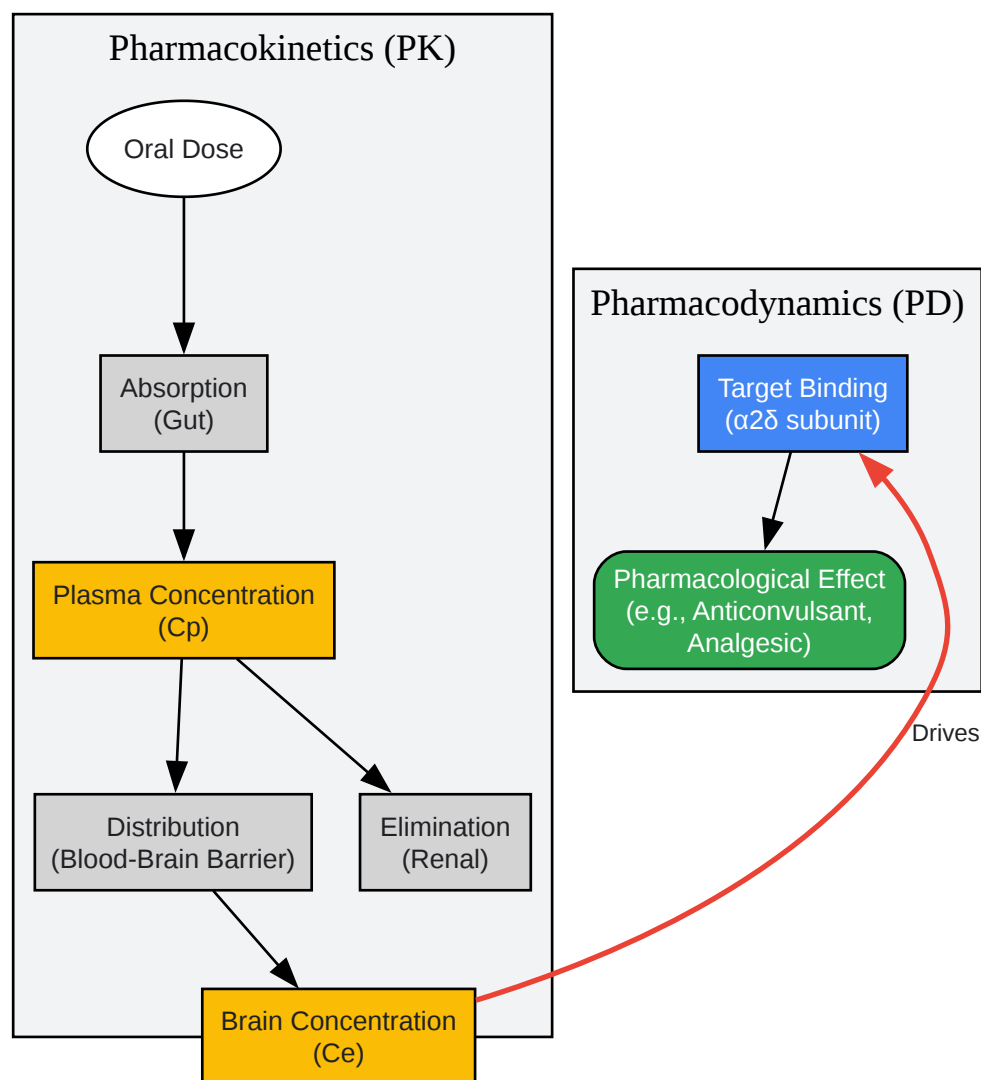 Pharmacokinetics (PK)
Oral Dose
Absorption
(Gut)
Plasma Concentration
(Cp)
Distribution
(Blood-Brain Barrier)
Elimination
(Renal)
Brain Concentration
(Ce)
Pharmacodynamics (PD)
Target Binding
(α2δ subunit)
Pharmacological Effect
(e.g., Anticonvulsant,
Analgesic)
Drives